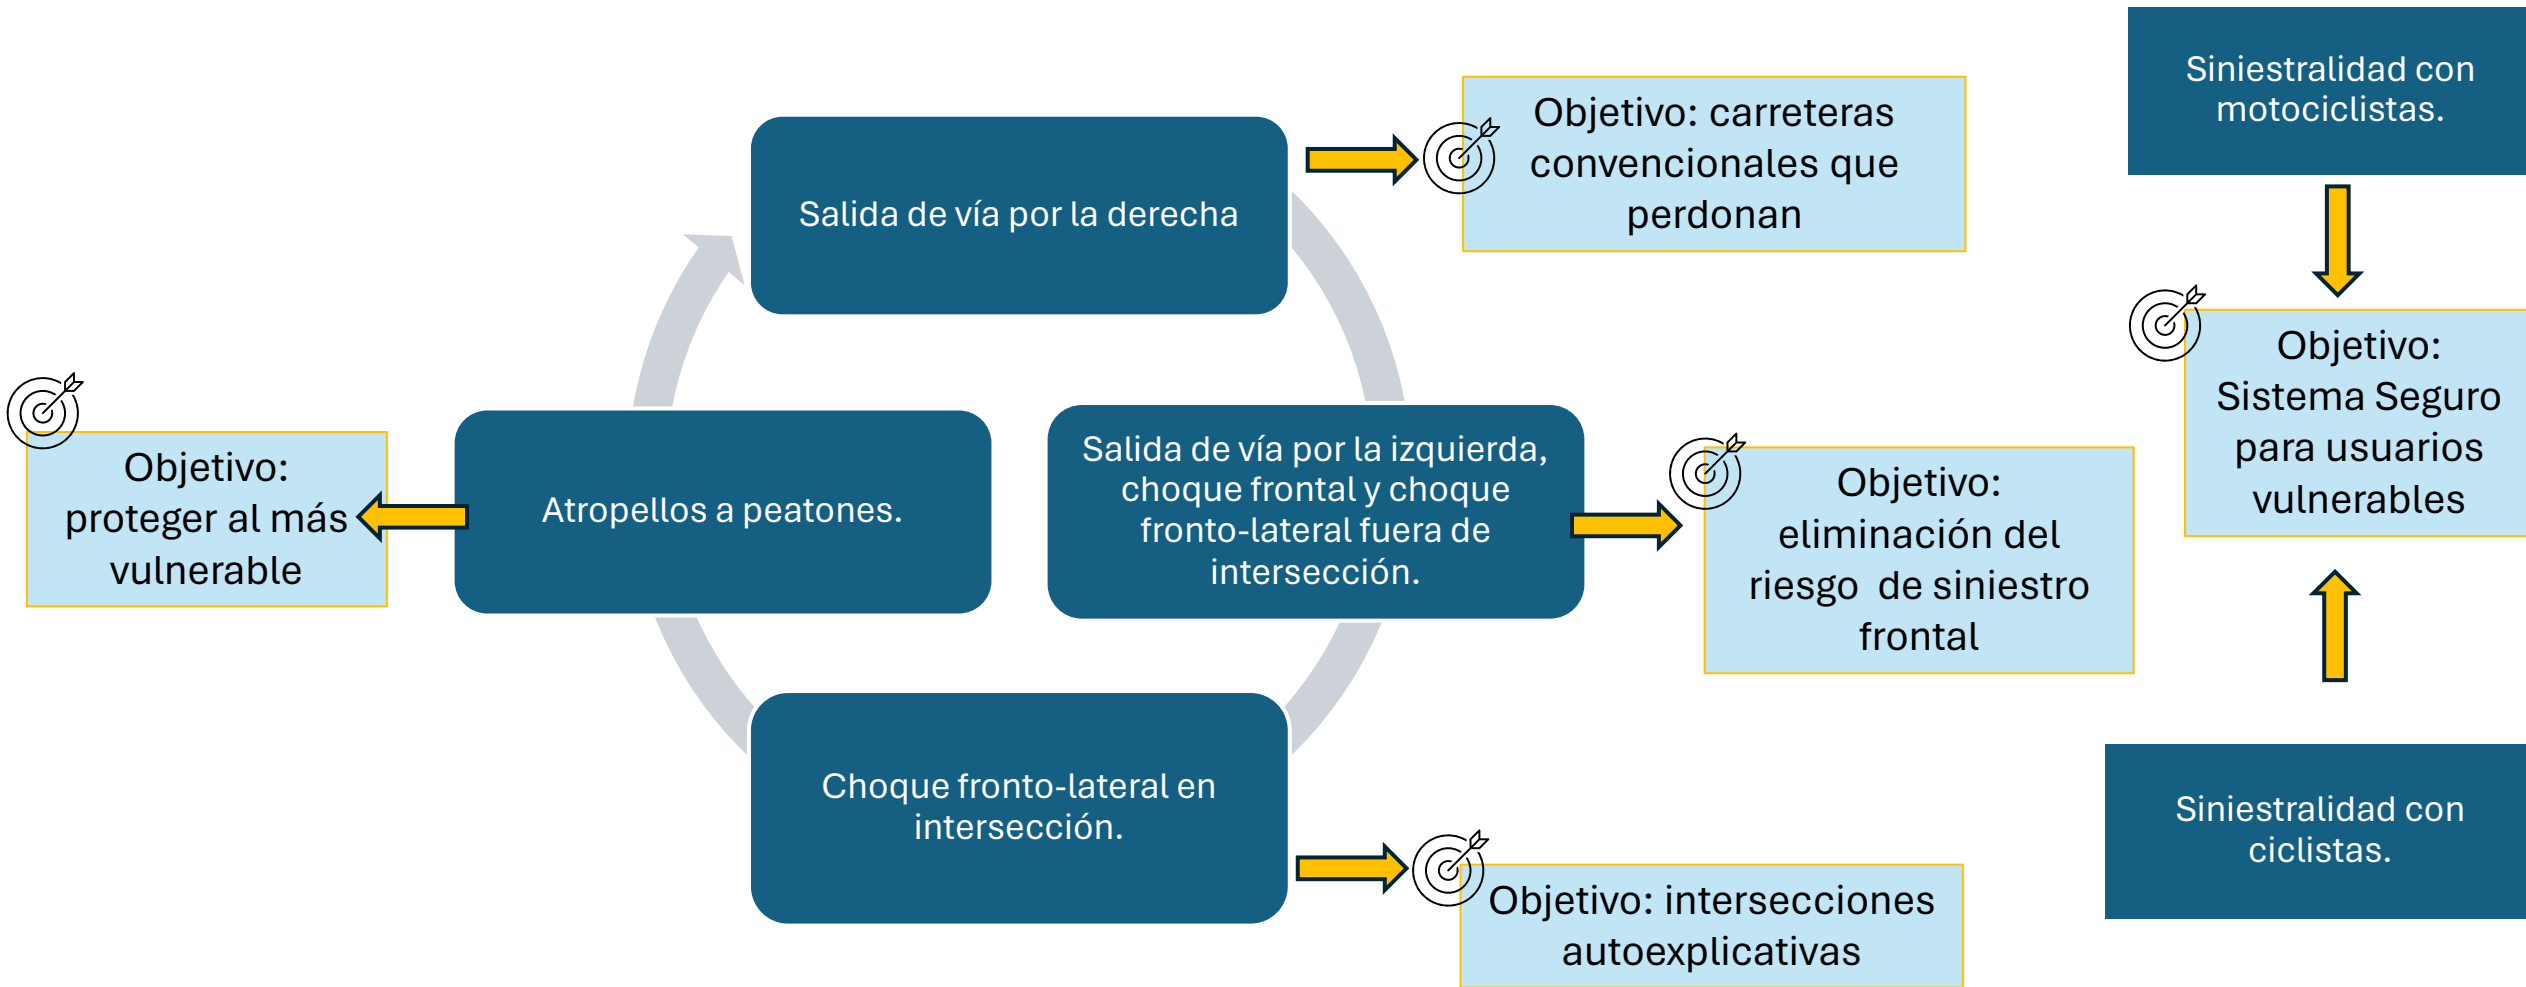 Salida de vía por la derecha
Objetivo: carreteras
convencionales que
perdonan
Siniestralidad con
motociclistas.
Objetivo:
proteger al más
vulnerable
Atropellos a peatones.
Salida de vía por la izquierda,
choque frontal y choque
fronto-lateral fuera de
intersección.
Objetivo:
eliminación del
riesgo  de siniestro
frontal
Objetivo:
Sistema Seguro
para usuarios
vulnerables
Choque fronto-lateral en
intersección.
Objetivo: intersecciones
autoexplicativas
Siniestralidad con
ciclistas.